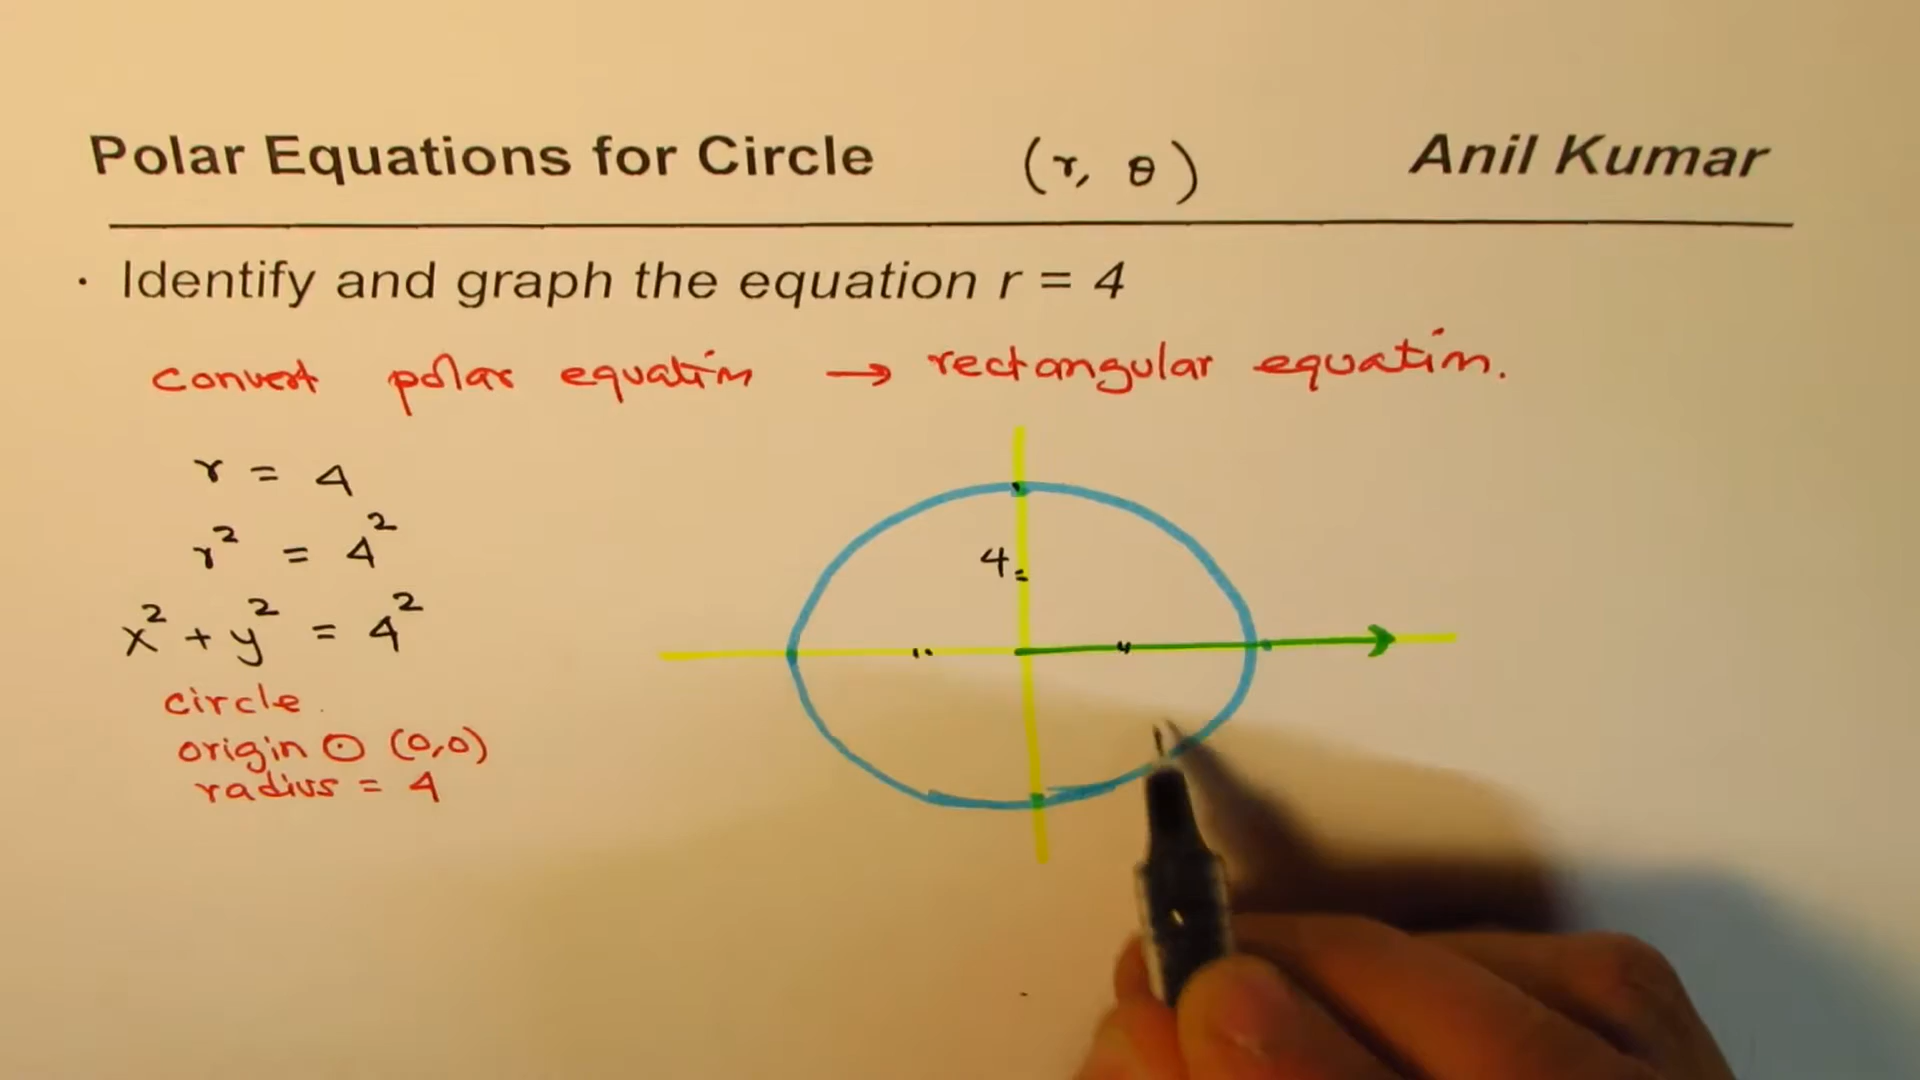 Polar Equations for Circle (r, θ) Anil Kumar
· Identify and graph the equation r = 4
convert polar equation → rectangular equation.
r = 4
r² = 4²
x² + y² = 4²
circle
origin ⊙ (0,0)
radius = 4
4